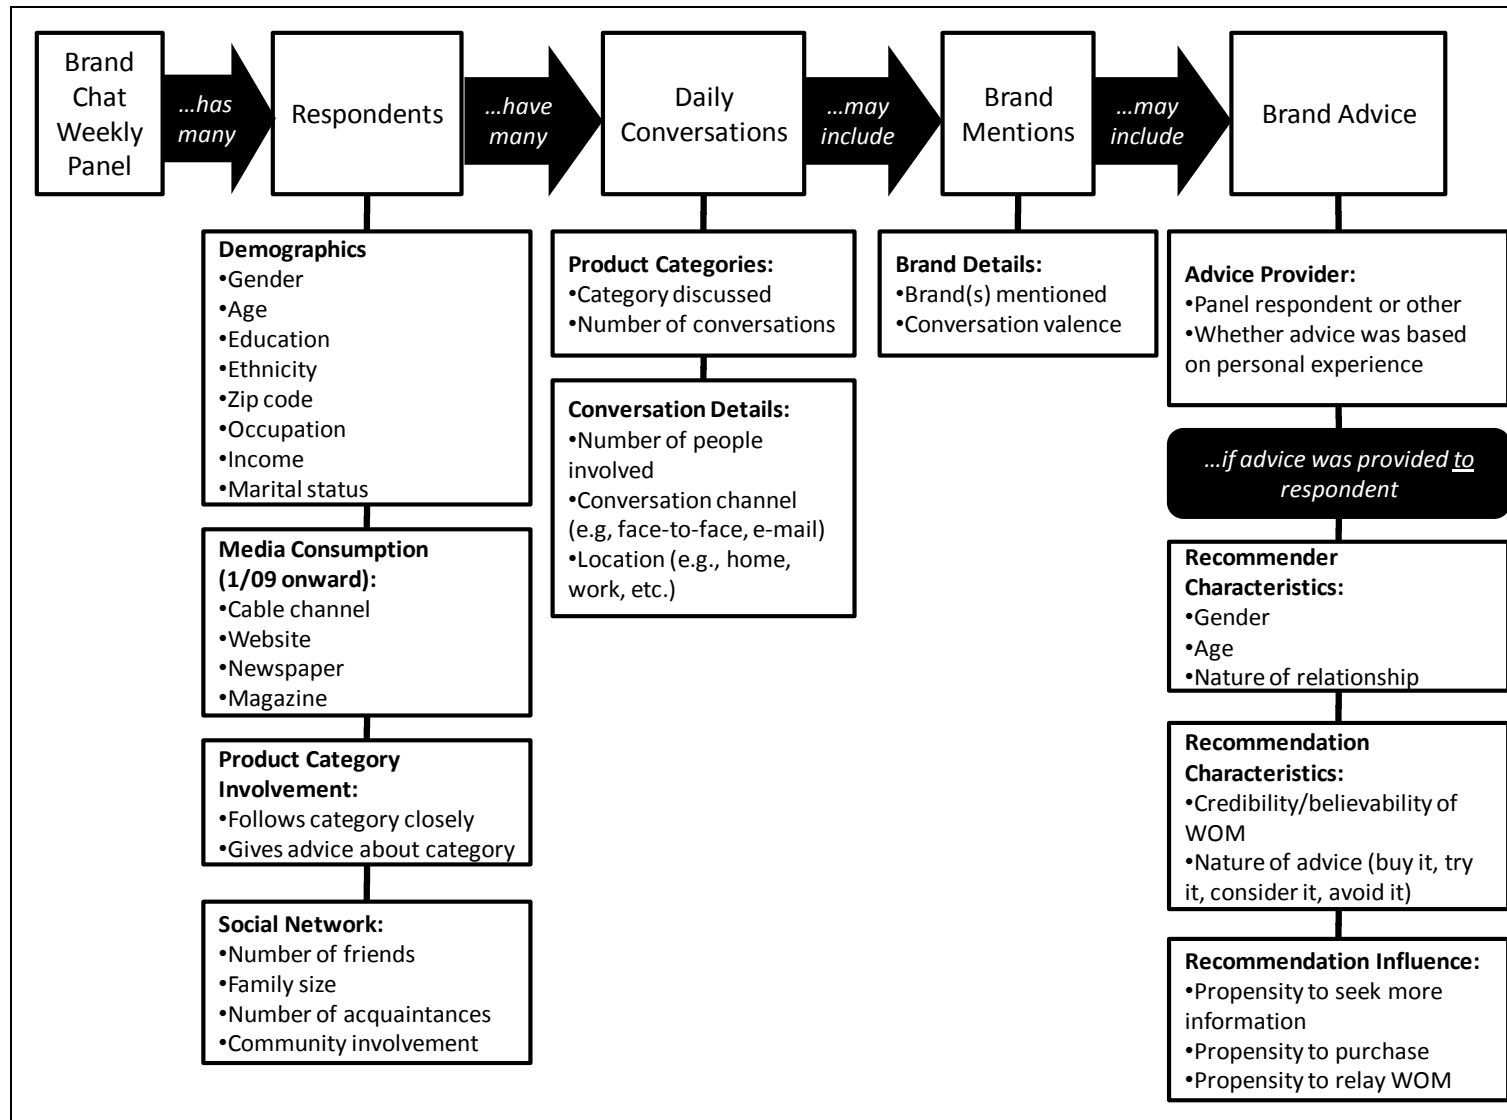 Brand
Chat
Weekly
Panel
…has
many
Respondents
…have
many
Daily
Conversations
…may
include
Brand
Mentions
…may
include
Brand Advice
Demographics
•Gender
•Age
•Education
•Ethnicity
•Zip code
•Occupation
•Income
•Marital status
Media Consumption
(1/09 onward):
•Cable channel
•Website
•Newspaper
•Magazine
Product Category
Involvement:
•Follows category closely
•Gives advice about category
Social Network:
•Number of friends
•Family size
•Number of acquaintances
•Community involvement
Product Categories:
•Category discussed
•Number of conversations
Conversation Details:
•Number of people
involved
•Conversation channel
(e.g, face-to-face, e-mail)
•Location (e.g., home,
work, etc.)
Brand Details:
•Brand(s) mentioned
•Conversation valence
Advice Provider:
•Panel respondent or other
•Whether advice was based
on personal experience
…if advice was provided to
respondent
Recommender
Characteristics:
•Gender
•Age
•Nature of relationship
Recommendation
Characteristics:
•Credibility/believability of
WOM
•Nature of advice (buy it, try
it, consider it, avoid it)
Recommendation Influence:
•Propensity to seek more
information
•Propensity to purchase
•Propensity to relay WOM